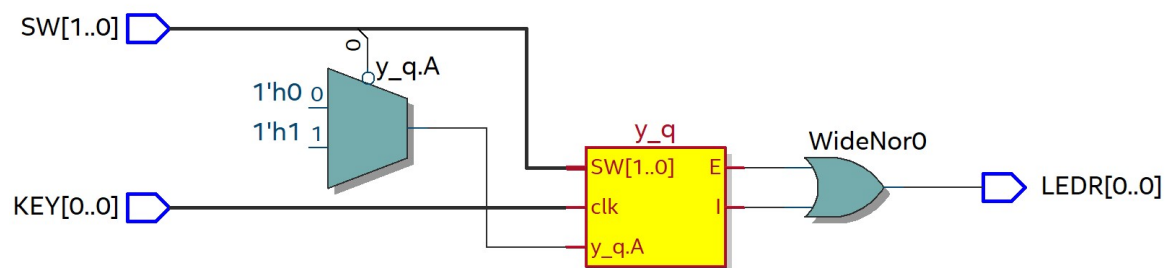 SW[1..0]
0
y_q.A
1'h0 0
1'h1 1
y_q
WideNor0
SW[1..0] E
LEDR[0..0]
KEY[0..0]
clk I
y_q.A